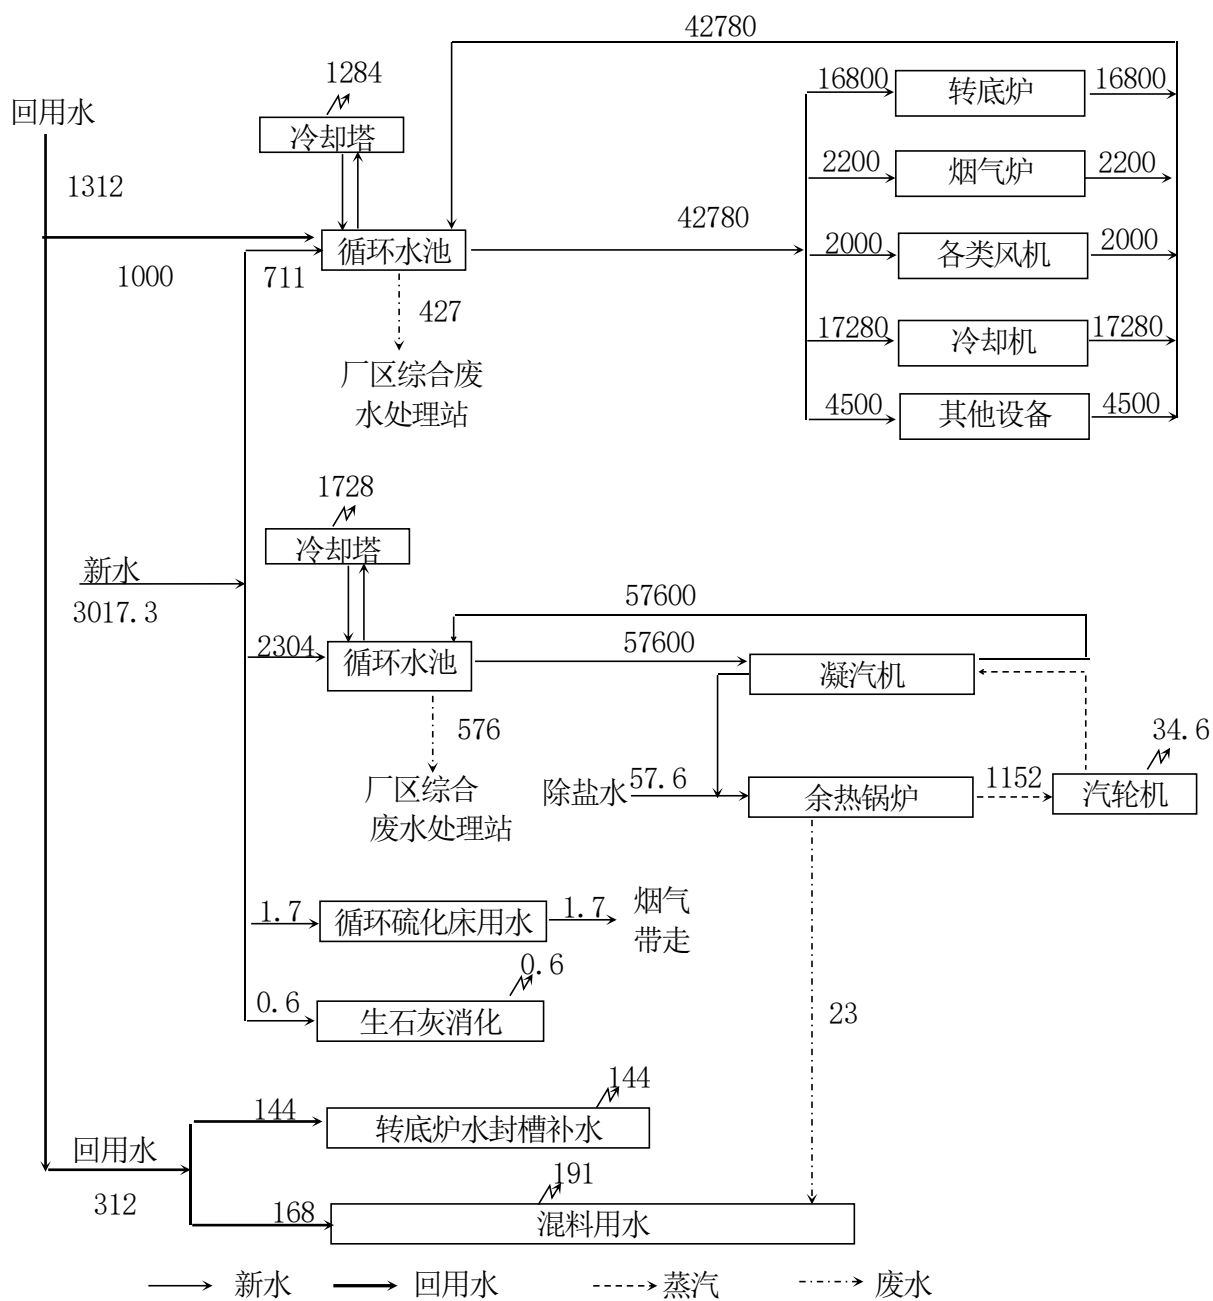 42780
1284
16800
转底炉
16800
回用水
冷却塔
2200
烟气炉
2200
1312
42780
循环水池
2000
各类风机
2000
1000
711
427
17280
冷却机
17280
厂区综合废
水处理站
4500
其他设备
4500
1728
冷却塔
新水
3017.3
57600
2304
循环水池
57600
凝汽机
576
34.6
厂区综合
废水处理站
除盐水
57.6
余热锅炉
1152
汽轮机
1.7
循环硫化床用水
1.7
烟气
带走
0.6
0.6
生石灰消化
23
144
144
转底炉水封槽补水
回用水
312
191
168
混料用水
新水
回用水
蒸汽
废水